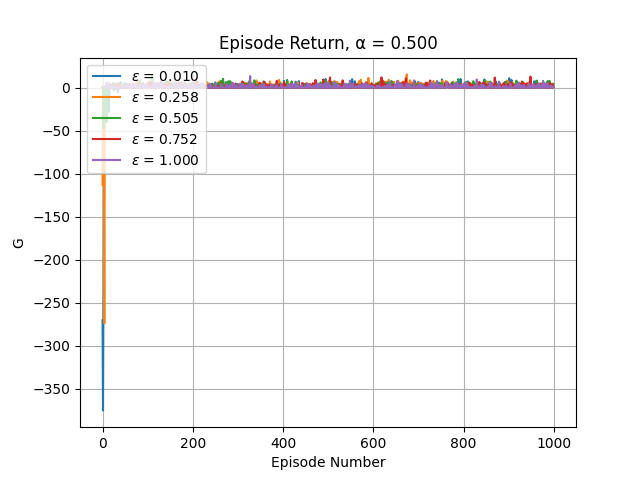 Episode Return, α = 0.500
ε = 0.010
ε = 0.258
ε = 0.505
ε = 0.752
ε = 1.000
G
0
−50
−100
−150
−200
−250
−300
−350
0 200 400 600 800 1000
Episode Number